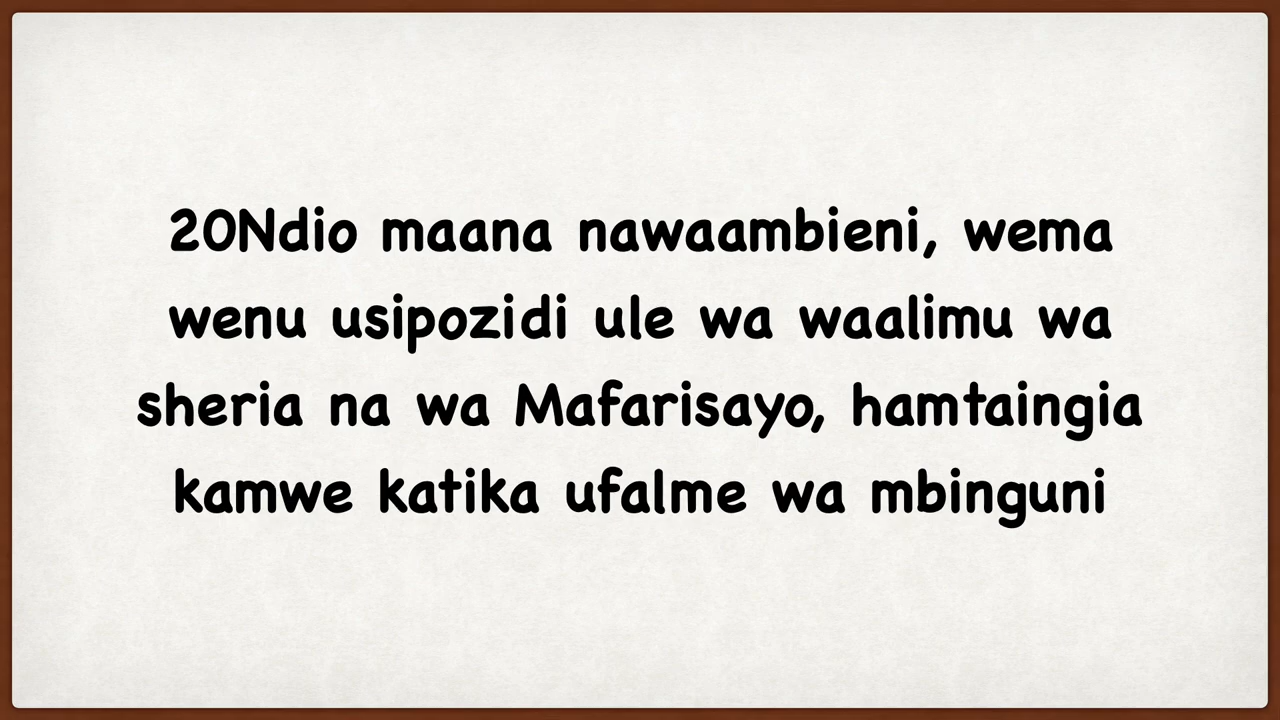 20Ndio maana nawaambieni, wema
wenu usipozidi ule wa waalimu wa
sheria na wa Mafarisayo, hamtaingia
kamwe katika ufalme wa mbinguni